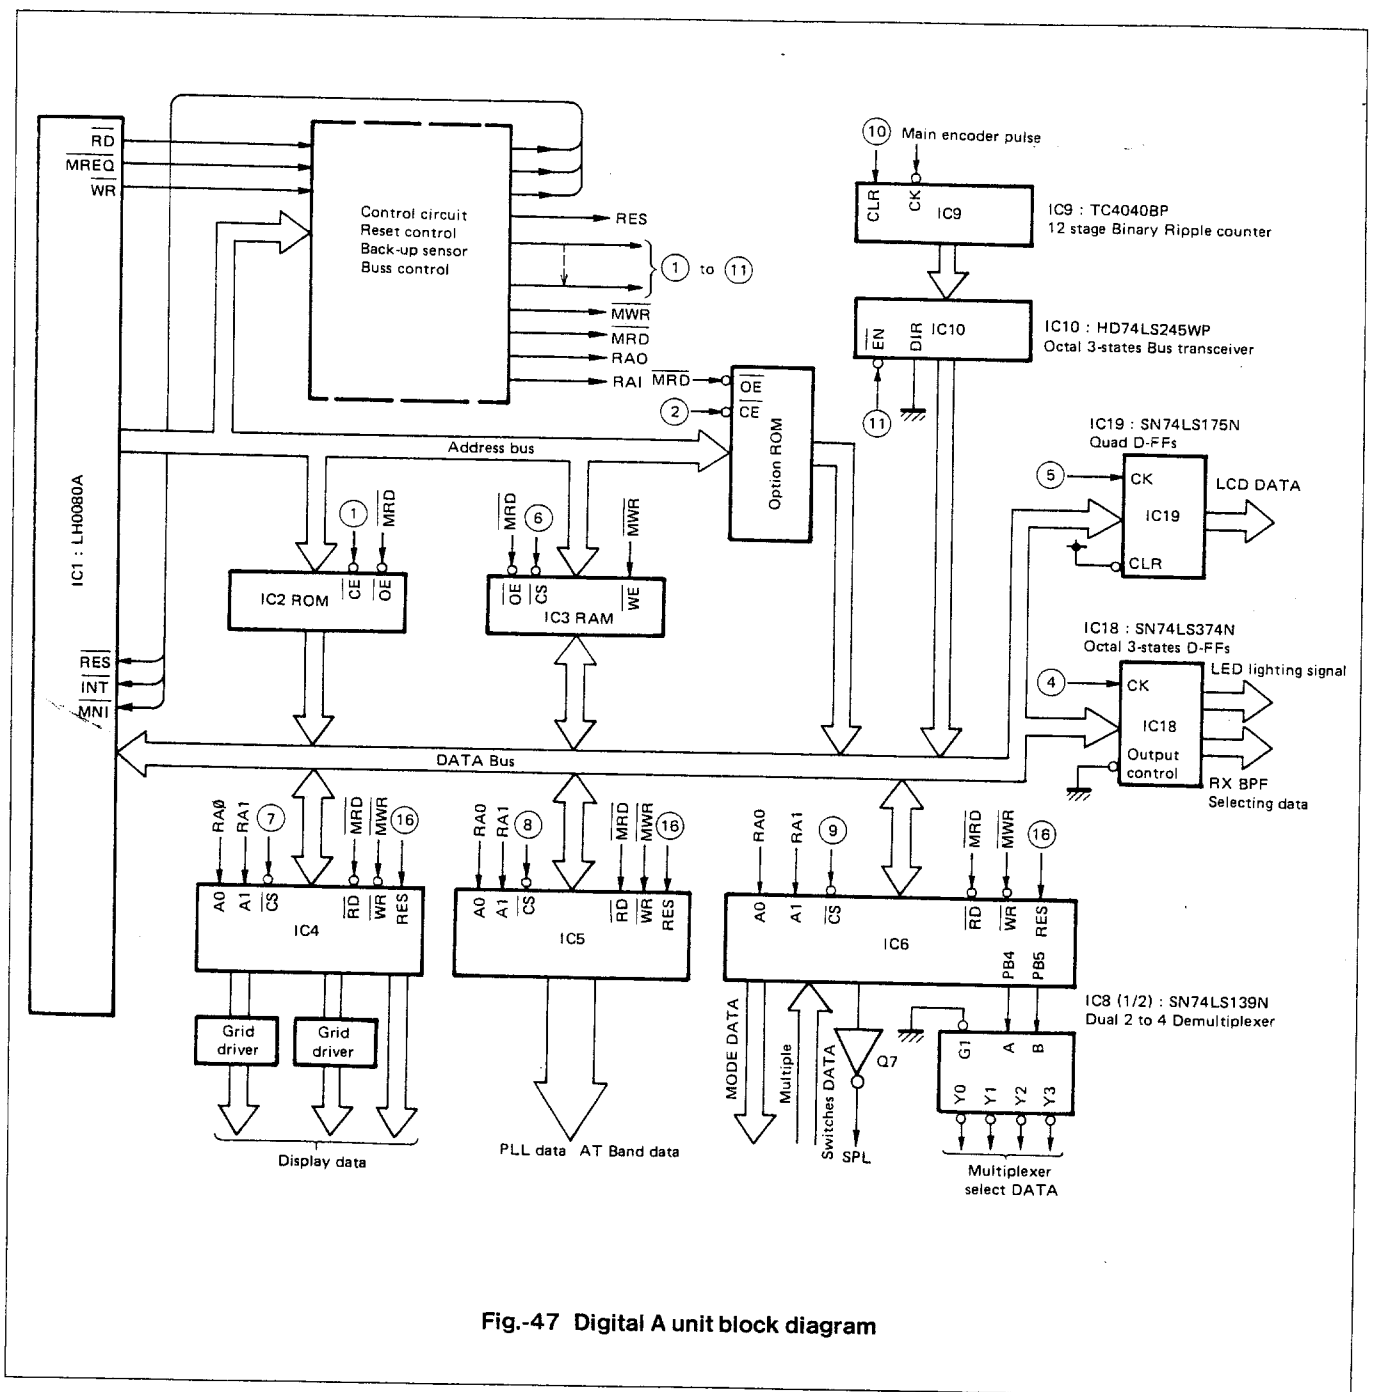 RD
MREQ
WR
Control circuit
Reset control
Back-up sensor
Buss control
RES
1 to 11
MWR
MRD
RAO
RAI
10 Main encoder pulse
CLR
CK
IC9
IC9 : TC4040BP
12 stage Binary Ripple counter
EN
DIR
IC10
IC10 : HD74LS245WP
Octal 3-states Bus transceiver
11
MRD
OE
2
CE
Option ROM
Address bus
IC1 : LH0080A
1
MRD
CE
OE
IC2 ROM
MRD
6
MWR
OE
CS
WE
IC3 RAM
IC19 : SN74LS175N
Quad D-FFs
5
CK
IC19
CLR
LCD DATA
IC18 : SN74LS374N
Octal 3-states D-FFs
4
CK
IC18
Output
control
LED lighting signal
RX BPF
Selecting data
RES
INT
MNI
DATA Bus
RAØ
RA1
7
MRD
MWR
16
A0
A1
CS
RD
WR
RES
IC4
Grid
driver
Grid
driver
Display data
RA0
RA1
8
MRD
MWR
16
A0
A1
CS
RD
WR
RES
IC5
PLL data AT Band data
RA0
RA1
9
MRD
MWR
16
A0
A1
CS
RD
WR
RES
IC6
PB4
PB5
MODE DATA
Multiple
Switches DATA
Q7
SPL
IC8 (1/2) : SN74LS139N
Dual 2 to 4 Demultiplexer
G1
A
B
Y0
Y1
Y2
Y3
Multiplexer
select DATA
Fig.-47 Digital A unit block diagram